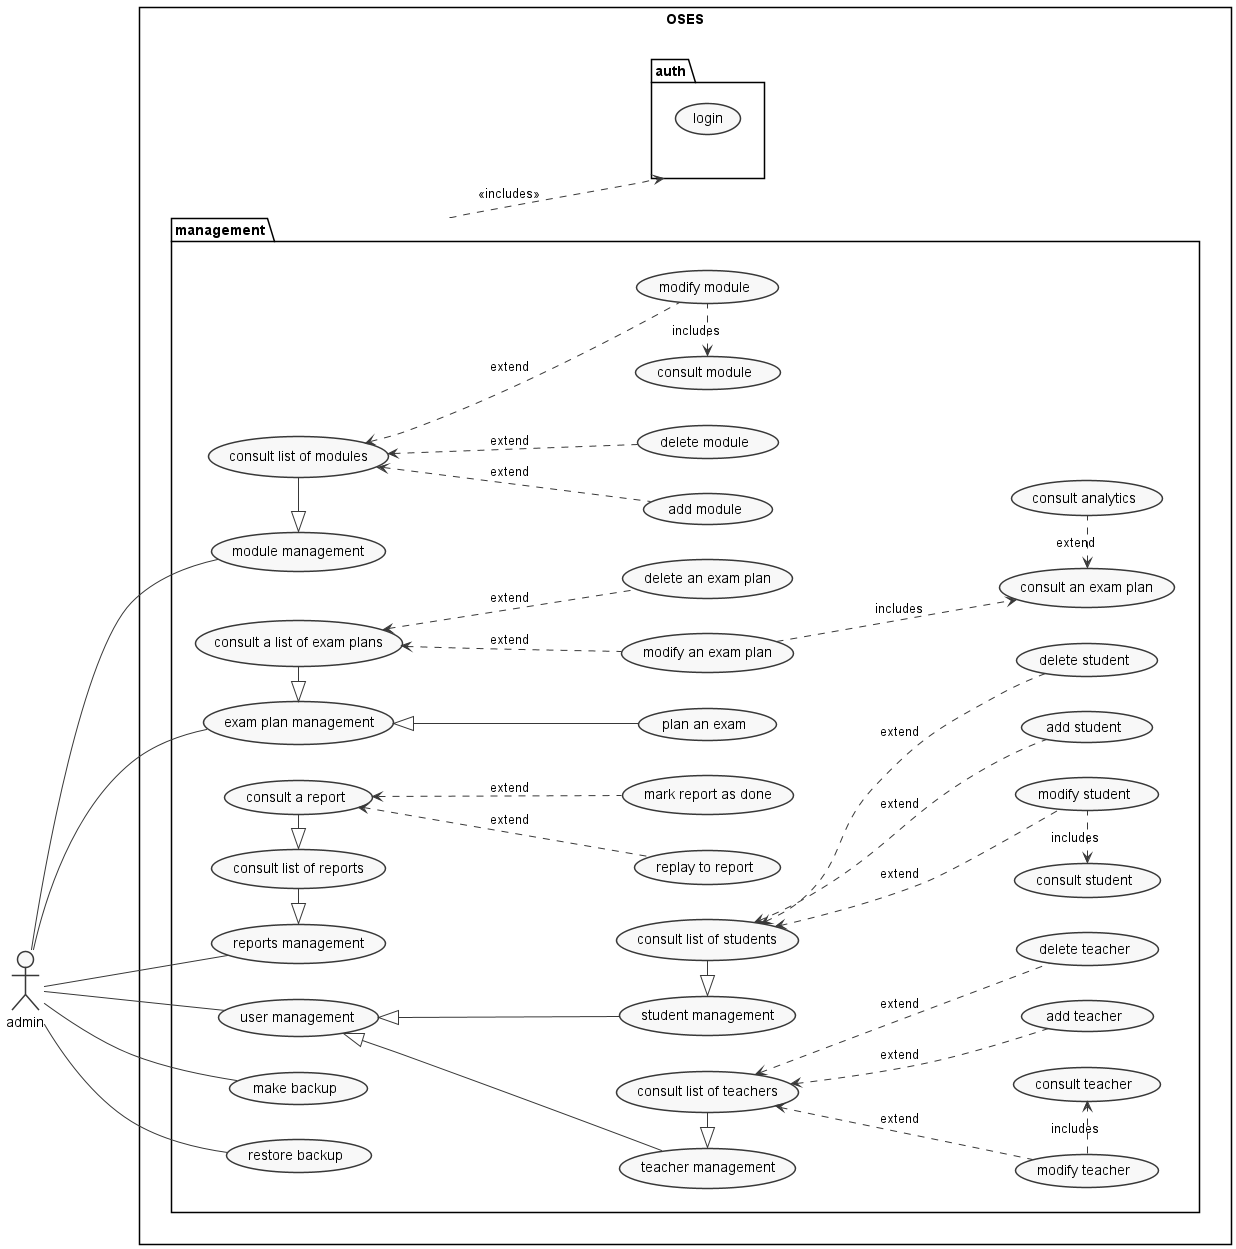 OSES
auth
login
«includes»
management
modify module
includes
extend
consult module
delete module
extend
consult list of modules
extend
consult analytics
add module
extend
module management
delete an exam plan
consult an exam plan
extend
includes
consult a list of exam plans
extend
modify an exam plan
delete student
exam plan management
plan an exam
extend
add student
extend
mark report as done
modify student
consult a report
extend
extend
includes
consult list of reports
replay to report
extend
consult student
reports management
consult list of students
delete teacher
extend
admin
user management
student management
add teacher
extend
make backup
consult list of teachers
consult teacher
extend
includes
restore backup
teacher management
modify teacher